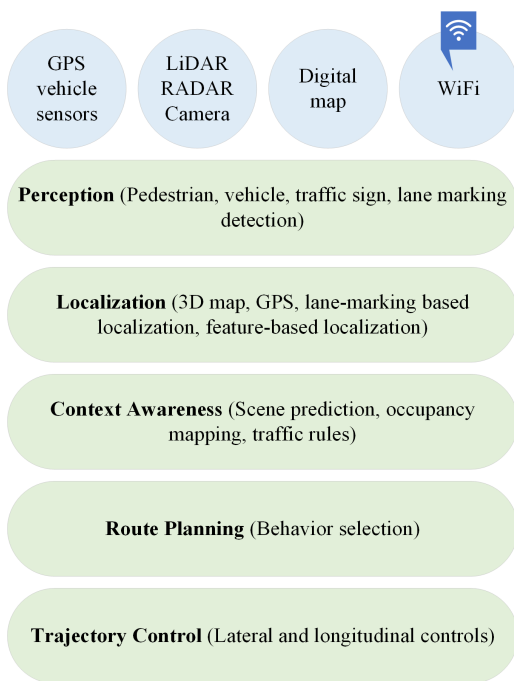 GPS
vehicle
sensors
LiDAR
RADAR
Camera
Digital
map
WiFi
Perception (Pedestrian, vehicle, traffic sign, lane marking
detection)
Localization (3D map, GPS, lane-marking based
localization, feature-based localization)
Context Awareness (Scene prediction, occupancy
mapping, traffic rules)
Route Planning (Behavior selection)
Trajectory Control (Lateral and longitudinal controls)